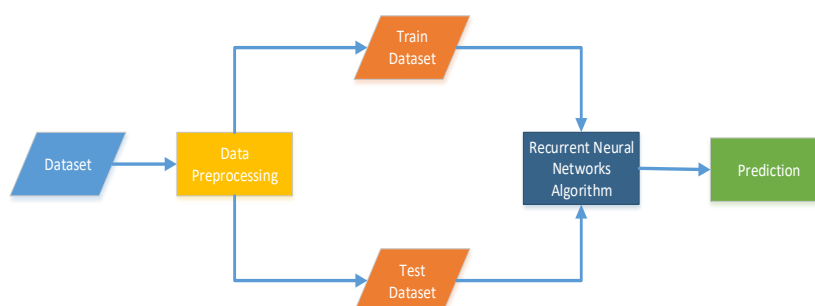 Train
Dataset
Dataset
Data
Preprocessing
Recurrent Neural
Networks
Algorithm
Prediction
Test
Dataset